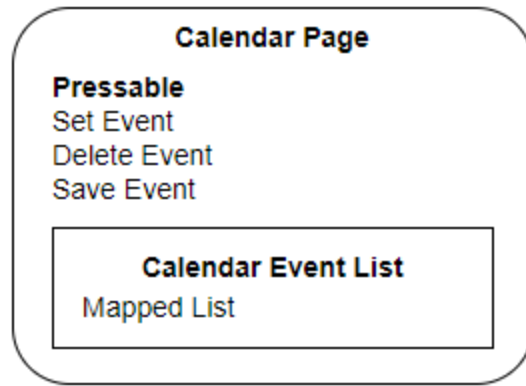 Calendar Page
Pressable
Set Event
Delete Event
Save Event
Calendar Event List
Mapped List